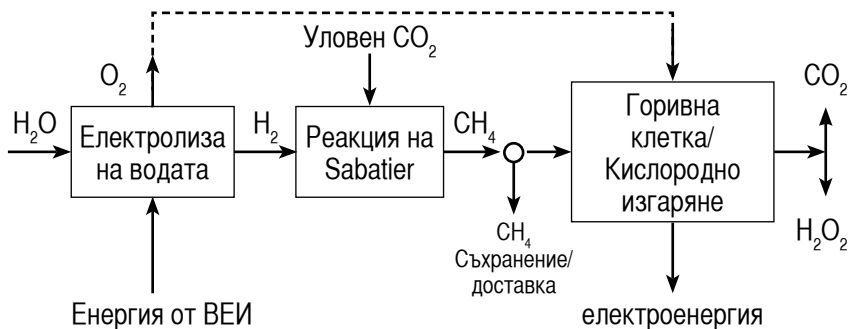 Уловен CO₂
O₂
H₂O
Електролиза
на водата
H₂
Реакция на
Sabatier
CH₄
Горивна
клетка/
Кислородно
изгаряне
CO₂
H₂O₂
CH₄
Съхранение/
доставка
Енергия от ВЕИ
електроенергия